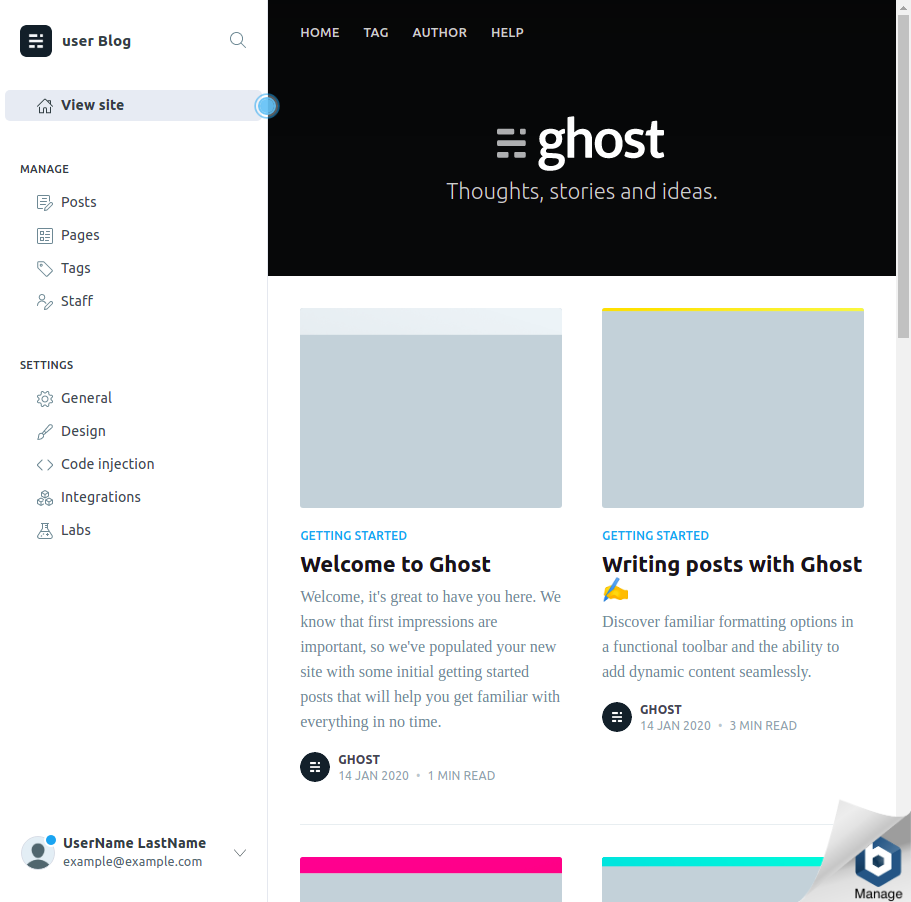 user Blog
View site
MANAGE
Posts
Pages
Tags
Staff
SETTINGS
General
Design
Code injection
Integrations
Labs
UserName LastName
example@example.com
HOME TAG AUTHOR HELP
ghost
Thoughts, stories and ideas.
GETTING STARTED
Welcome to Ghost
Welcome, it's great to have you here. We
know that first impressions are
important, so we've populated your new
site with some initial getting started
posts that will help you get familiar with
everything in no time.
GHOST
14 JAN 2020 • 1 MIN READ
GETTING STARTED
Writing posts with Ghost
✍️
Discover familiar formatting options in
a functional toolbar and the ability to
add dynamic content seamlessly.
GHOST
14 JAN 2020 • 3 MIN READ
Manage